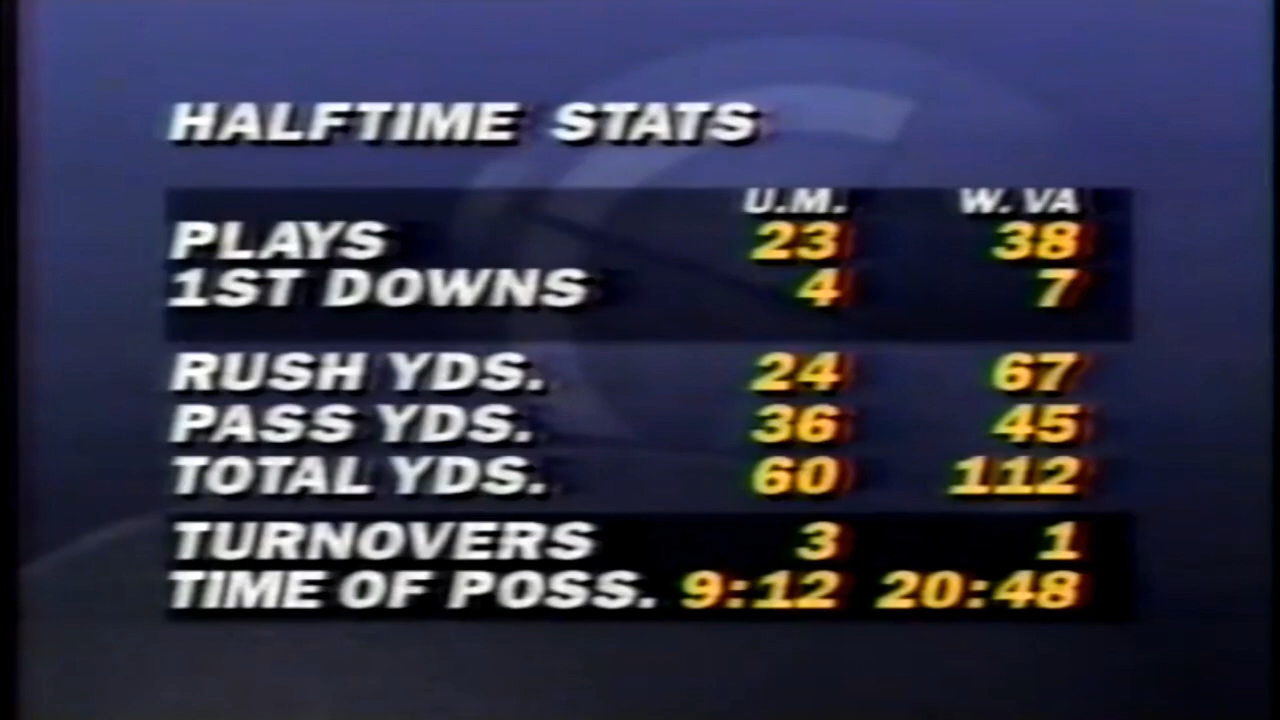 HALFTIME STATS
U.M. W.VA
PLAYS 23 38
1ST DOWNS 4 7
RUSH YDS. 24 67
PASS YDS. 36 45
TOTAL YDS. 60 112
TURNOVERS 3 1
TIME OF POSS. 9:12 20:48